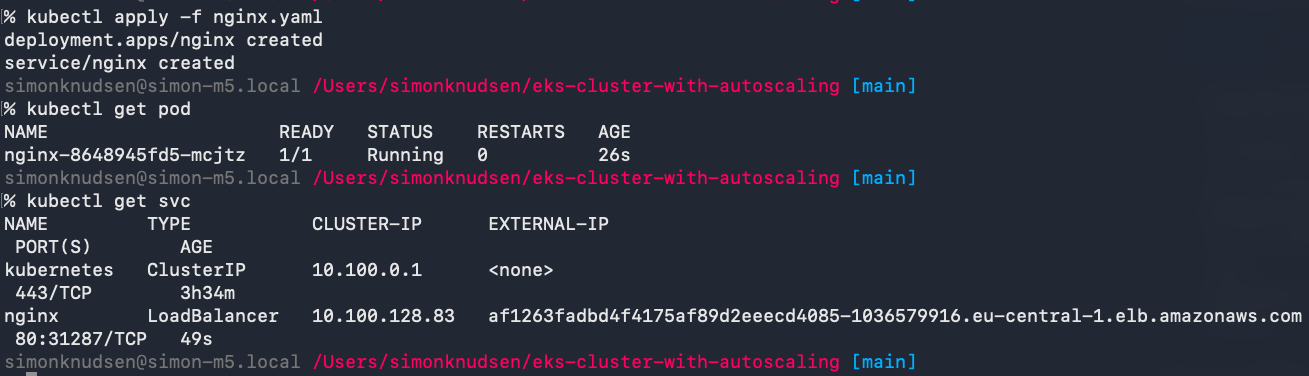 % kubectl apply -f nginx.yaml
deployment.apps/nginx created
service/nginx created
simonknudsen@simon-m5.local /Users/simonknudsen/eks-cluster-with-autoscaling [main]
% kubectl get pod
NAME                     READY   STATUS    RESTARTS   AGE
nginx-8648945fd5-mcjtz   1/1     Running   0          26s
simonknudsen@simon-m5.local /Users/simonknudsen/eks-cluster-with-autoscaling [main]
% kubectl get svc
NAME         TYPE           CLUSTER-IP      EXTERNAL-IP
 PORT(S)        AGE
kubernetes   ClusterIP      10.100.0.1      <none>
 443/TCP        3h34m
nginx        LoadBalancer   10.100.128.83   af1263fadbd4f4175af89d2eeecd4085-1036579916.eu-central-1.elb.amazonaws.com
 80:31287/TCP   49s
simonknudsen@simon-m5.local /Users/simonknudsen/eks-cluster-with-autoscaling [main]